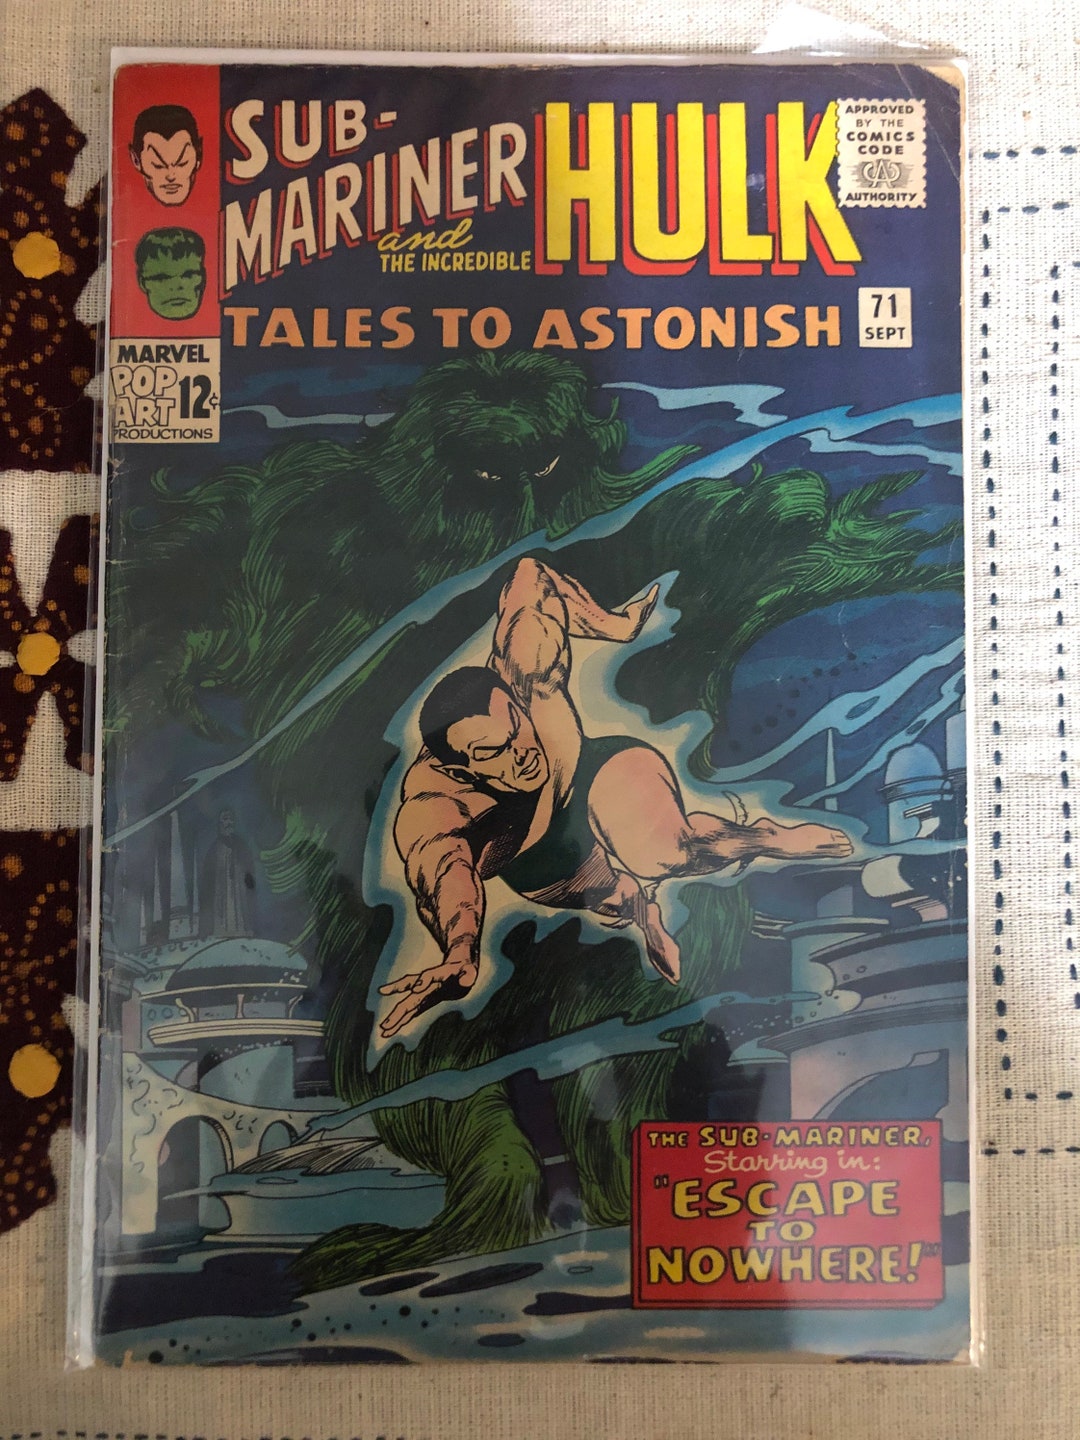 SUB-
MARINER
and
THE INCREDIBLE
HULK
APPROVED
BY THE
COMICS
CODE
CA
AUTHORITY
TALES TO ASTONISH
71
SEPT
MARVEL
POP
ART
12¢
PRODUCTIONS
THE SUB-MARINER,
Starring in:
"ESCAPE
TO
NOWHERE!"